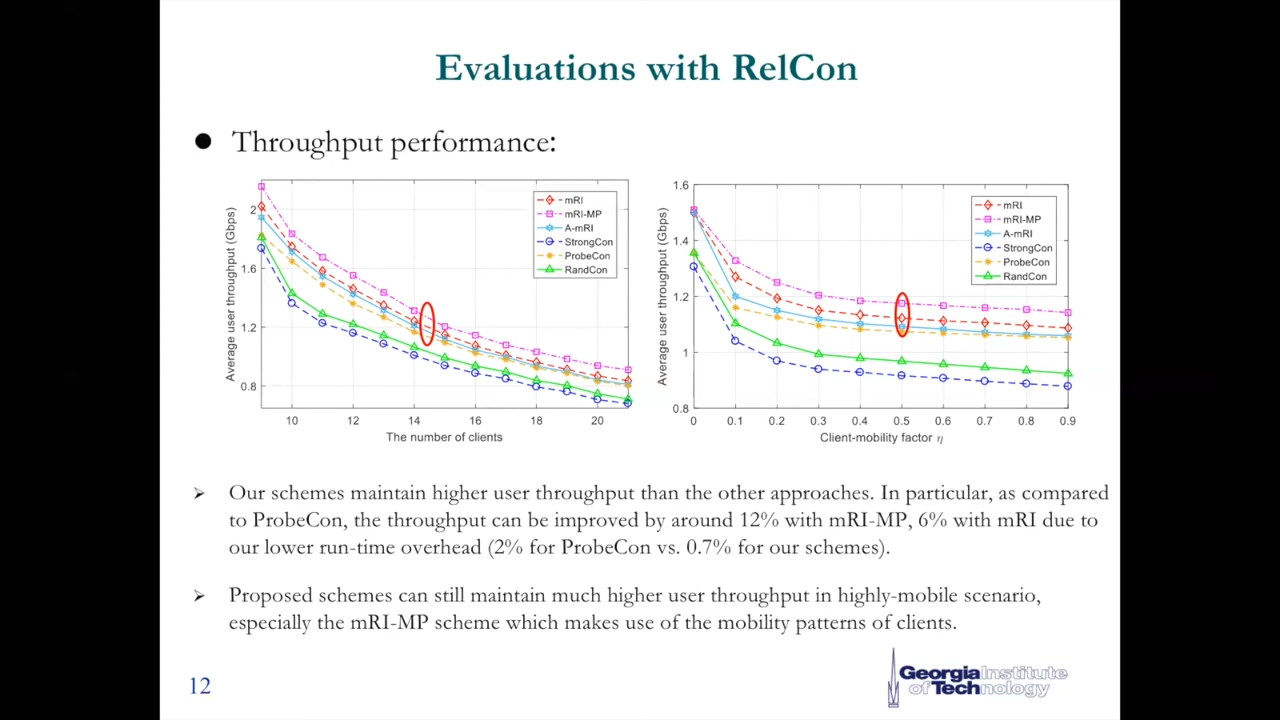 Evaluations with RelCon
● Throughput performance:
Average user throughput (Gbps)
2
1.6
1.2
0.8
10 12 14 16 18 20
The number of clients
mRI
mRI-MP
A-mRI
StrongCon
ProbeCon
RandCon
Average user throughput (Gbps)
1.6
1.4
1.2
1
0.8
0 0.1 0.2 0.3 0.4 0.5 0.6 0.7 0.8 0.9
Client-mobility factor η
mRI
mRI-MP
A-mRI
StrongCon
ProbeCon
RandCon
➢ Our schemes maintain higher user throughput than the other approaches. In particular, as compared
to ProbeCon, the throughput can be improved by around 12% with mRI-MP, 6% with mRI due to
our lower run-time overhead (2% for ProbeCon vs. 0.7% for our schemes).
➢ Proposed schemes can still maintain much higher user throughput in highly-mobile scenario,
especially the mRI-MP scheme which makes use of the mobility patterns of clients.
12
Georgia Institute
of Technology